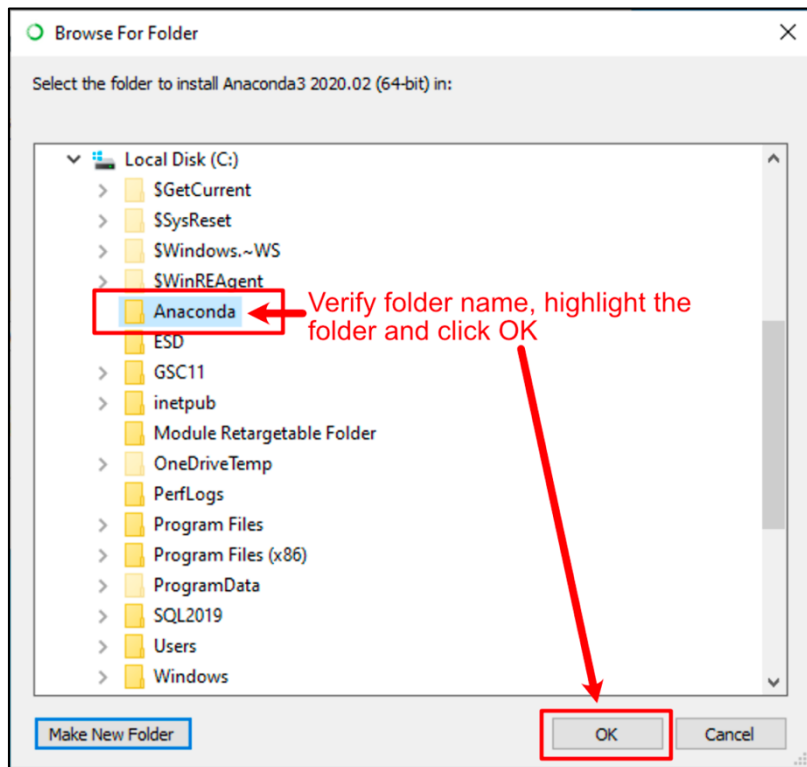 Browse For Folder
Select the folder to install Anaconda3 2020.02 (64-bit) in:
Local Disk (C:)
$GetCurrent
$SysReset
$Windows.~WS
$WinREAgent
Anaconda
Verify folder name, highlight the
folder and click OK
ESD
GSC11
inetpub
Module Retargetable Folder
OneDriveTemp
PerfLogs
Program Files
Program Files (x86)
ProgramData
SQL2019
Users
Windows
Make New Folder
OK
Cancel